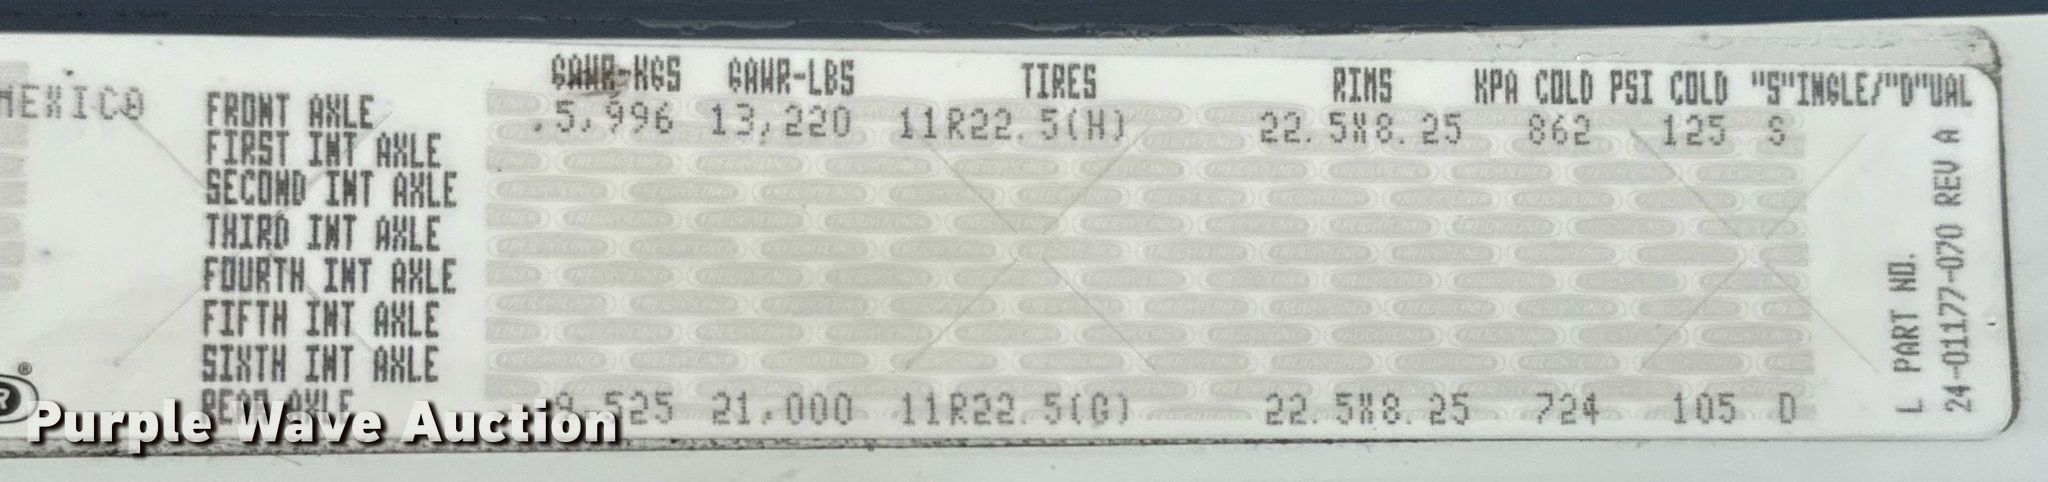 MEXICO
GAWR-KGS GAWR-LBS TIRES RIMS KPA COLD PSI COLD "S"INGLE/"D"UAL
FRONT AXLE 5,996 13,220 11R22.5(H) 22.5X8.25 862 125 S
FIRST INT AXLE
SECOND INT AXLE
THIRD INT AXLE
FOURTH INT AXLE
FIFTH INT AXLE
SIXTH INT AXLE
REAR AXLE 9,525 21,000 11R22.5(G) 22.5X8.25 724 105 D
L PART NO.
24-01177-070 REV A
R®
Purple Wave Auction